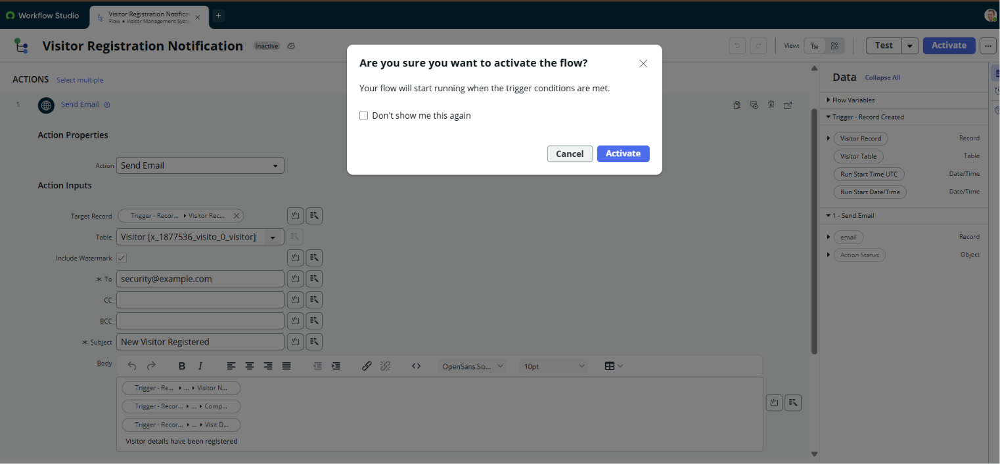 Workflow Studio
Visitor Registration Notificat
Flow • Visitor Management Syste
Visitor Registration Notification
Inactive
View:
Test
Activate
ACTIONS
Select multiple
1
Send Email
Action Properties
Action
Send Email
Action Inputs
Target Record
Trigger - Recor... ▸ Visitor Rec...
Table
Visitor [x_1877536_visito_0_visitor]
Include Watermark
* To
security@example.com
CC
BCC
* Subject
New Visitor Registered
Body
B
I
OpenSans,So...
10pt
Trigger - Re... ▸ ... ▸ Visitor N...
Trigger - Recor... ▸ ... ▸ Comp...
Trigger - Recor... ▸ ... ▸ Visit D...
Visitor details have been registered
Are you sure you want to activate the flow?
Your flow will start running when the trigger conditions are met.
Don't show me this again
Cancel
Activate
Data
Collapse All
Flow Variables
Trigger - Record Created
Visitor Record
Record
Visitor Table
Table
Run Start Time UTC
Date/Time
Run Start Date/Time
Date/Time
1 - Send Email
email
Record
Action Status
Object